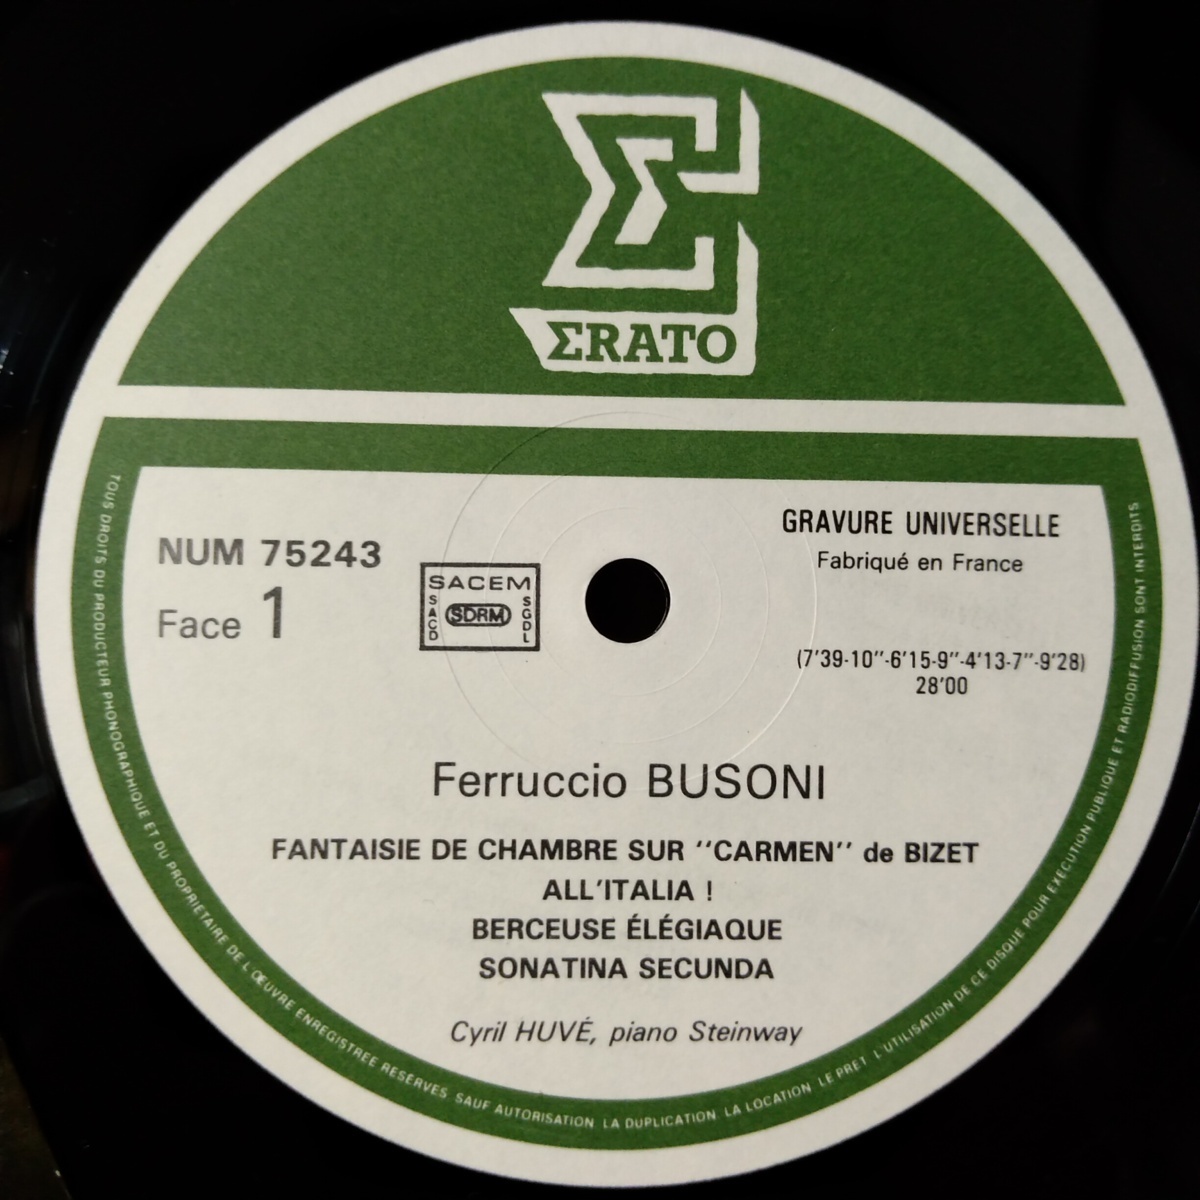 ΣRATO
NUM 75243
Face 1
SACEM
SACD
SDRM
SGDL
GRAVURE UNIVERSELLE
Fabriqué en France
(7'39-10"-6'15-9"-4'13-7"-9'28)
28'00
Ferruccio BUSONI
FANTAISIE DE CHAMBRE SUR ''CARMEN'' de BIZET
ALL'ITALIA !
BERCEUSE ÉLÉGIAQUE
SONATINA SECUNDA
Cyril HUVÉ, piano Steinway
TOUS DROITS DU PRODUCTEUR PHONOGRAPHIQUE ET DU PROPRIETAIRE DE L'ŒUVRE ENREGISTREE RESERVES SAUF AUTORISATION LA DUPLICATION LA LOCATION LE PRET L'UTILISATION DE CE DISQUE POUR EXECUTION PUBLIQUE ET RADIODIFFUSION SONT INTERDITS